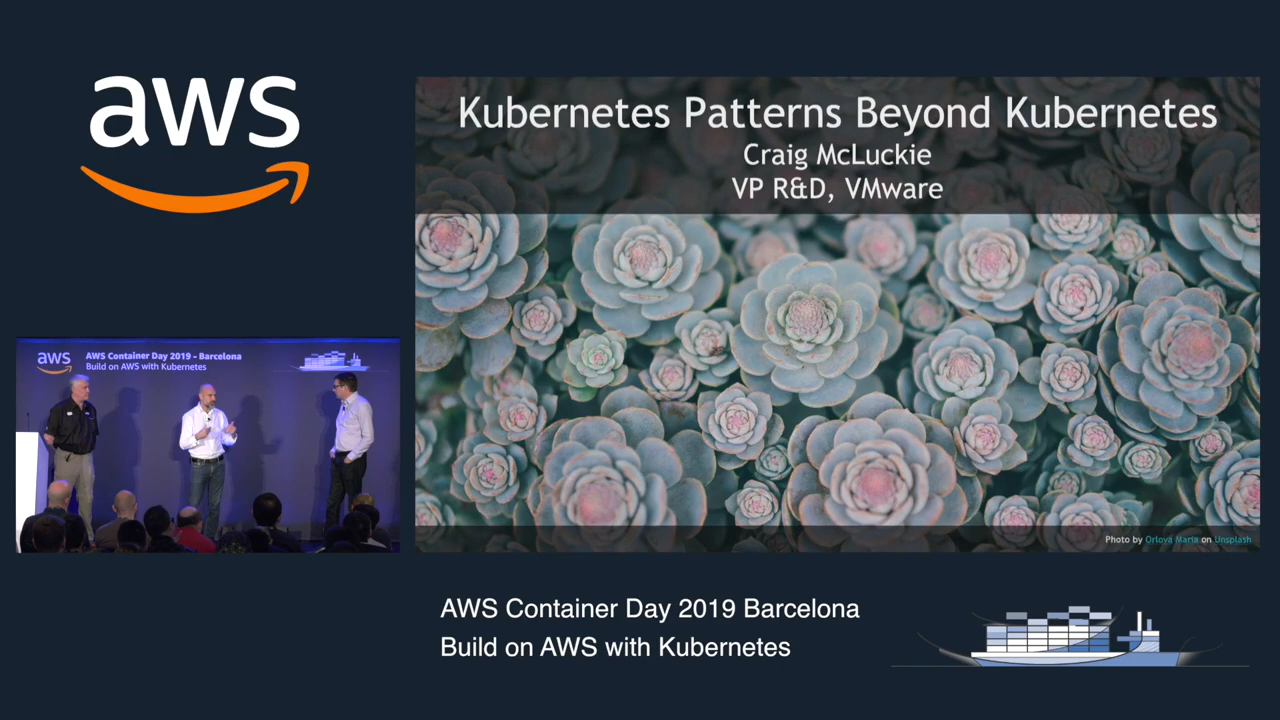 aws
Kubernetes Patterns Beyond Kubernetes
Craig McLuckie
VP R&D, VMware
aws
AWS Container Day 2019 - Barcelona
Build on AWS with Kubernetes
Photo by Orlova Maria on Unsplash
AWS Container Day 2019 Barcelona
Build on AWS with Kubernetes